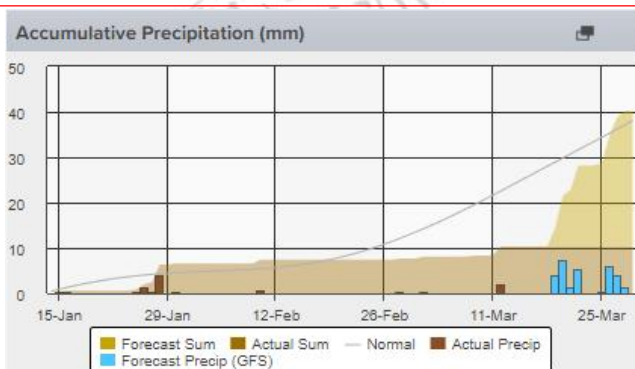 Accumulative Precipitation (mm)
50
40
30
20
10
0
15-Jan 29-Jan 12-Feb 26-Feb 11-Mar 25-Mar
Forecast Sum Actual Sum Normal Actual Precip
Forecast Precip (GFS)